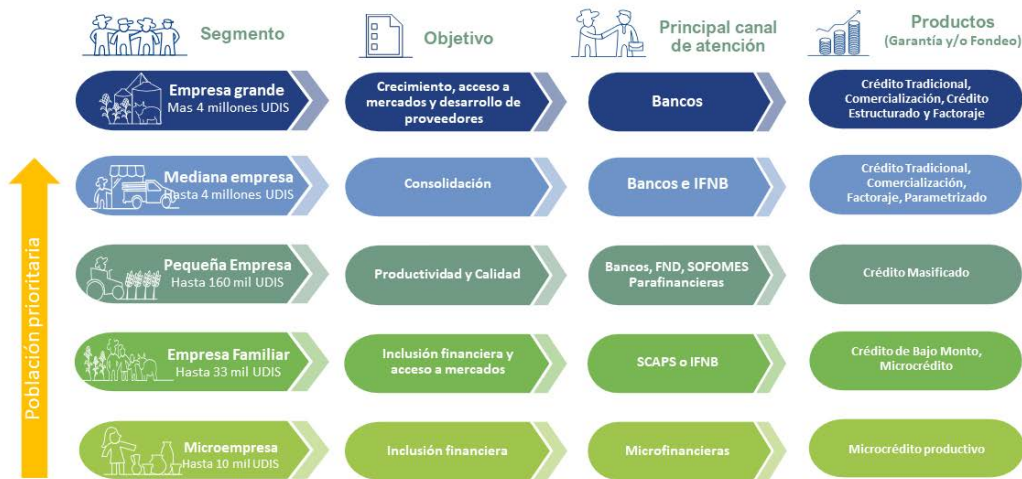 Segmento
Objetivo
Principal canal
de atención
Productos
(Garantía y/o Fondeo)
Empresa grande
Mas 4 millones UDIS
Crecimiento, acceso a
mercados y desarrollo de
proveedores
Bancos
Crédito Tradicional,
Comercialización, Crédito
Estructurado y Factoraje
Mediana empresa
Hasta 4 millones UDIS
Consolidación
Bancos e IFNB
Crédito Tradicional,
Comercialización,
Factoraje, Parametrizado
Pequeña Empresa
Hasta 160 mil UDIS
Productividad y Calidad
Bancos, FND, SOFOMES
Parafinancieras
Crédito Masificado
Empresa Familiar
Hasta 33 mil UDIS
Inclusión financiera y
acceso a mercados
SCAPS o IFNB
Crédito de Bajo Monto,
Microcrédito
Microempresa
Hasta 10 mil UDIS
Inclusión financiera
Microfinancieras
Microcrédito productivo
Población prioritaria